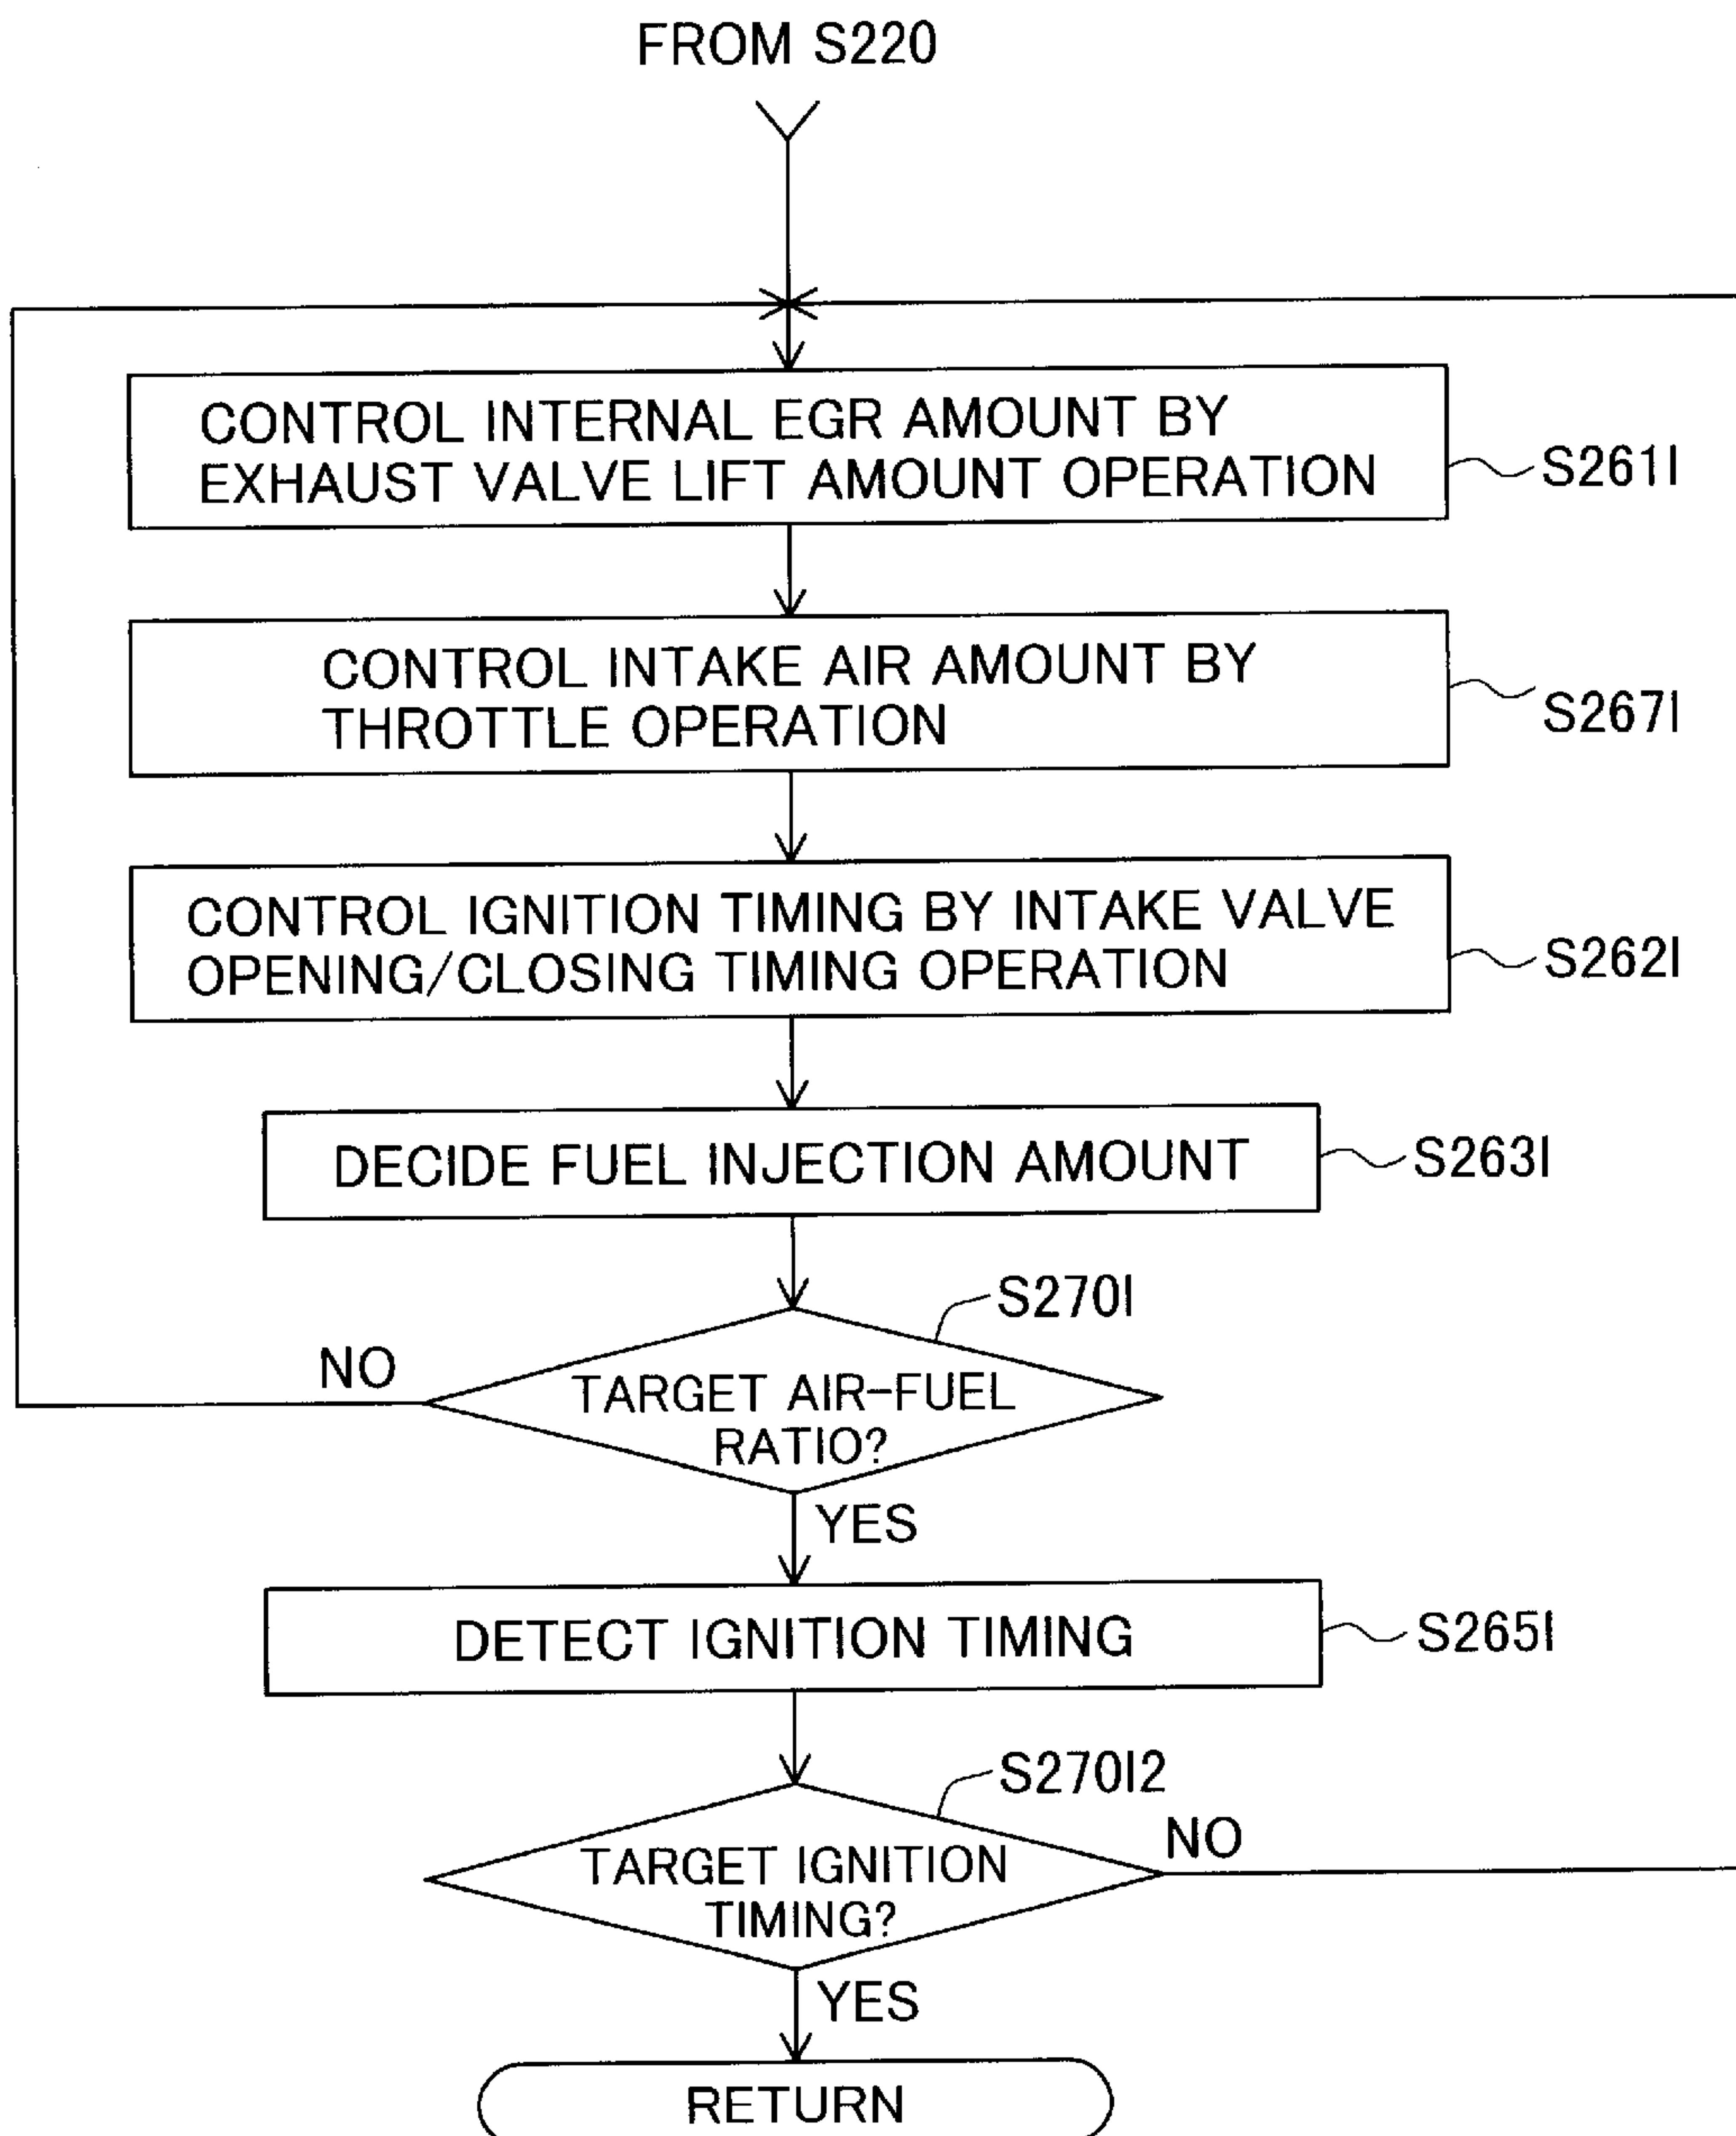 FROM S220
CONTROL INTERNAL EGR AMOUNT BY
EXHAUST VALVE LIFT AMOUNT OPERATION
S261I
CONTROL INTAKE AIR AMOUNT BY
THROTTLE OPERATION
S267I
CONTROL IGNITION TIMING BY INTAKE VALVE
OPENING/CLOSING TIMING OPERATION
S262I
DECIDE FUEL INJECTION AMOUNT
S263I
S270I
NO
TARGET AIR-FUEL
RATIO?
YES
DETECT IGNITION TIMING
S265I
S270I2
NO
TARGET IGNITION
TIMING?
YES
RETURN